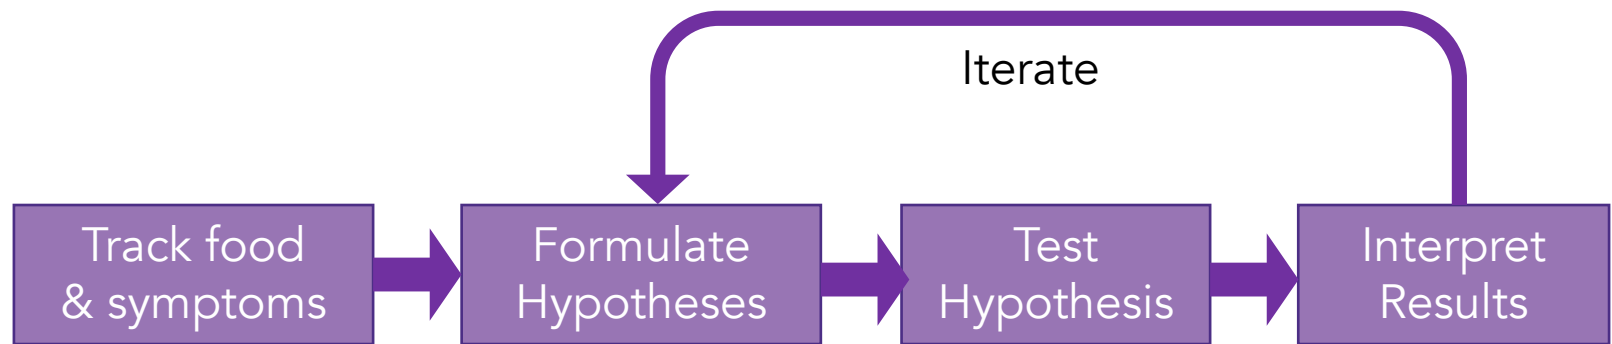 Iterate
Track food
& symptoms
Formulate
Hypotheses
Test
Hypothesis
Interpret
Results